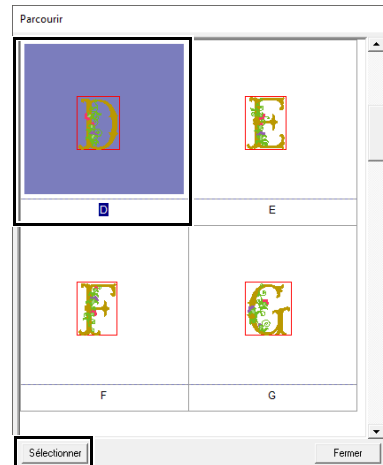 Parcourir
D
E
D E
F G
F G
Sélectionner Fermer